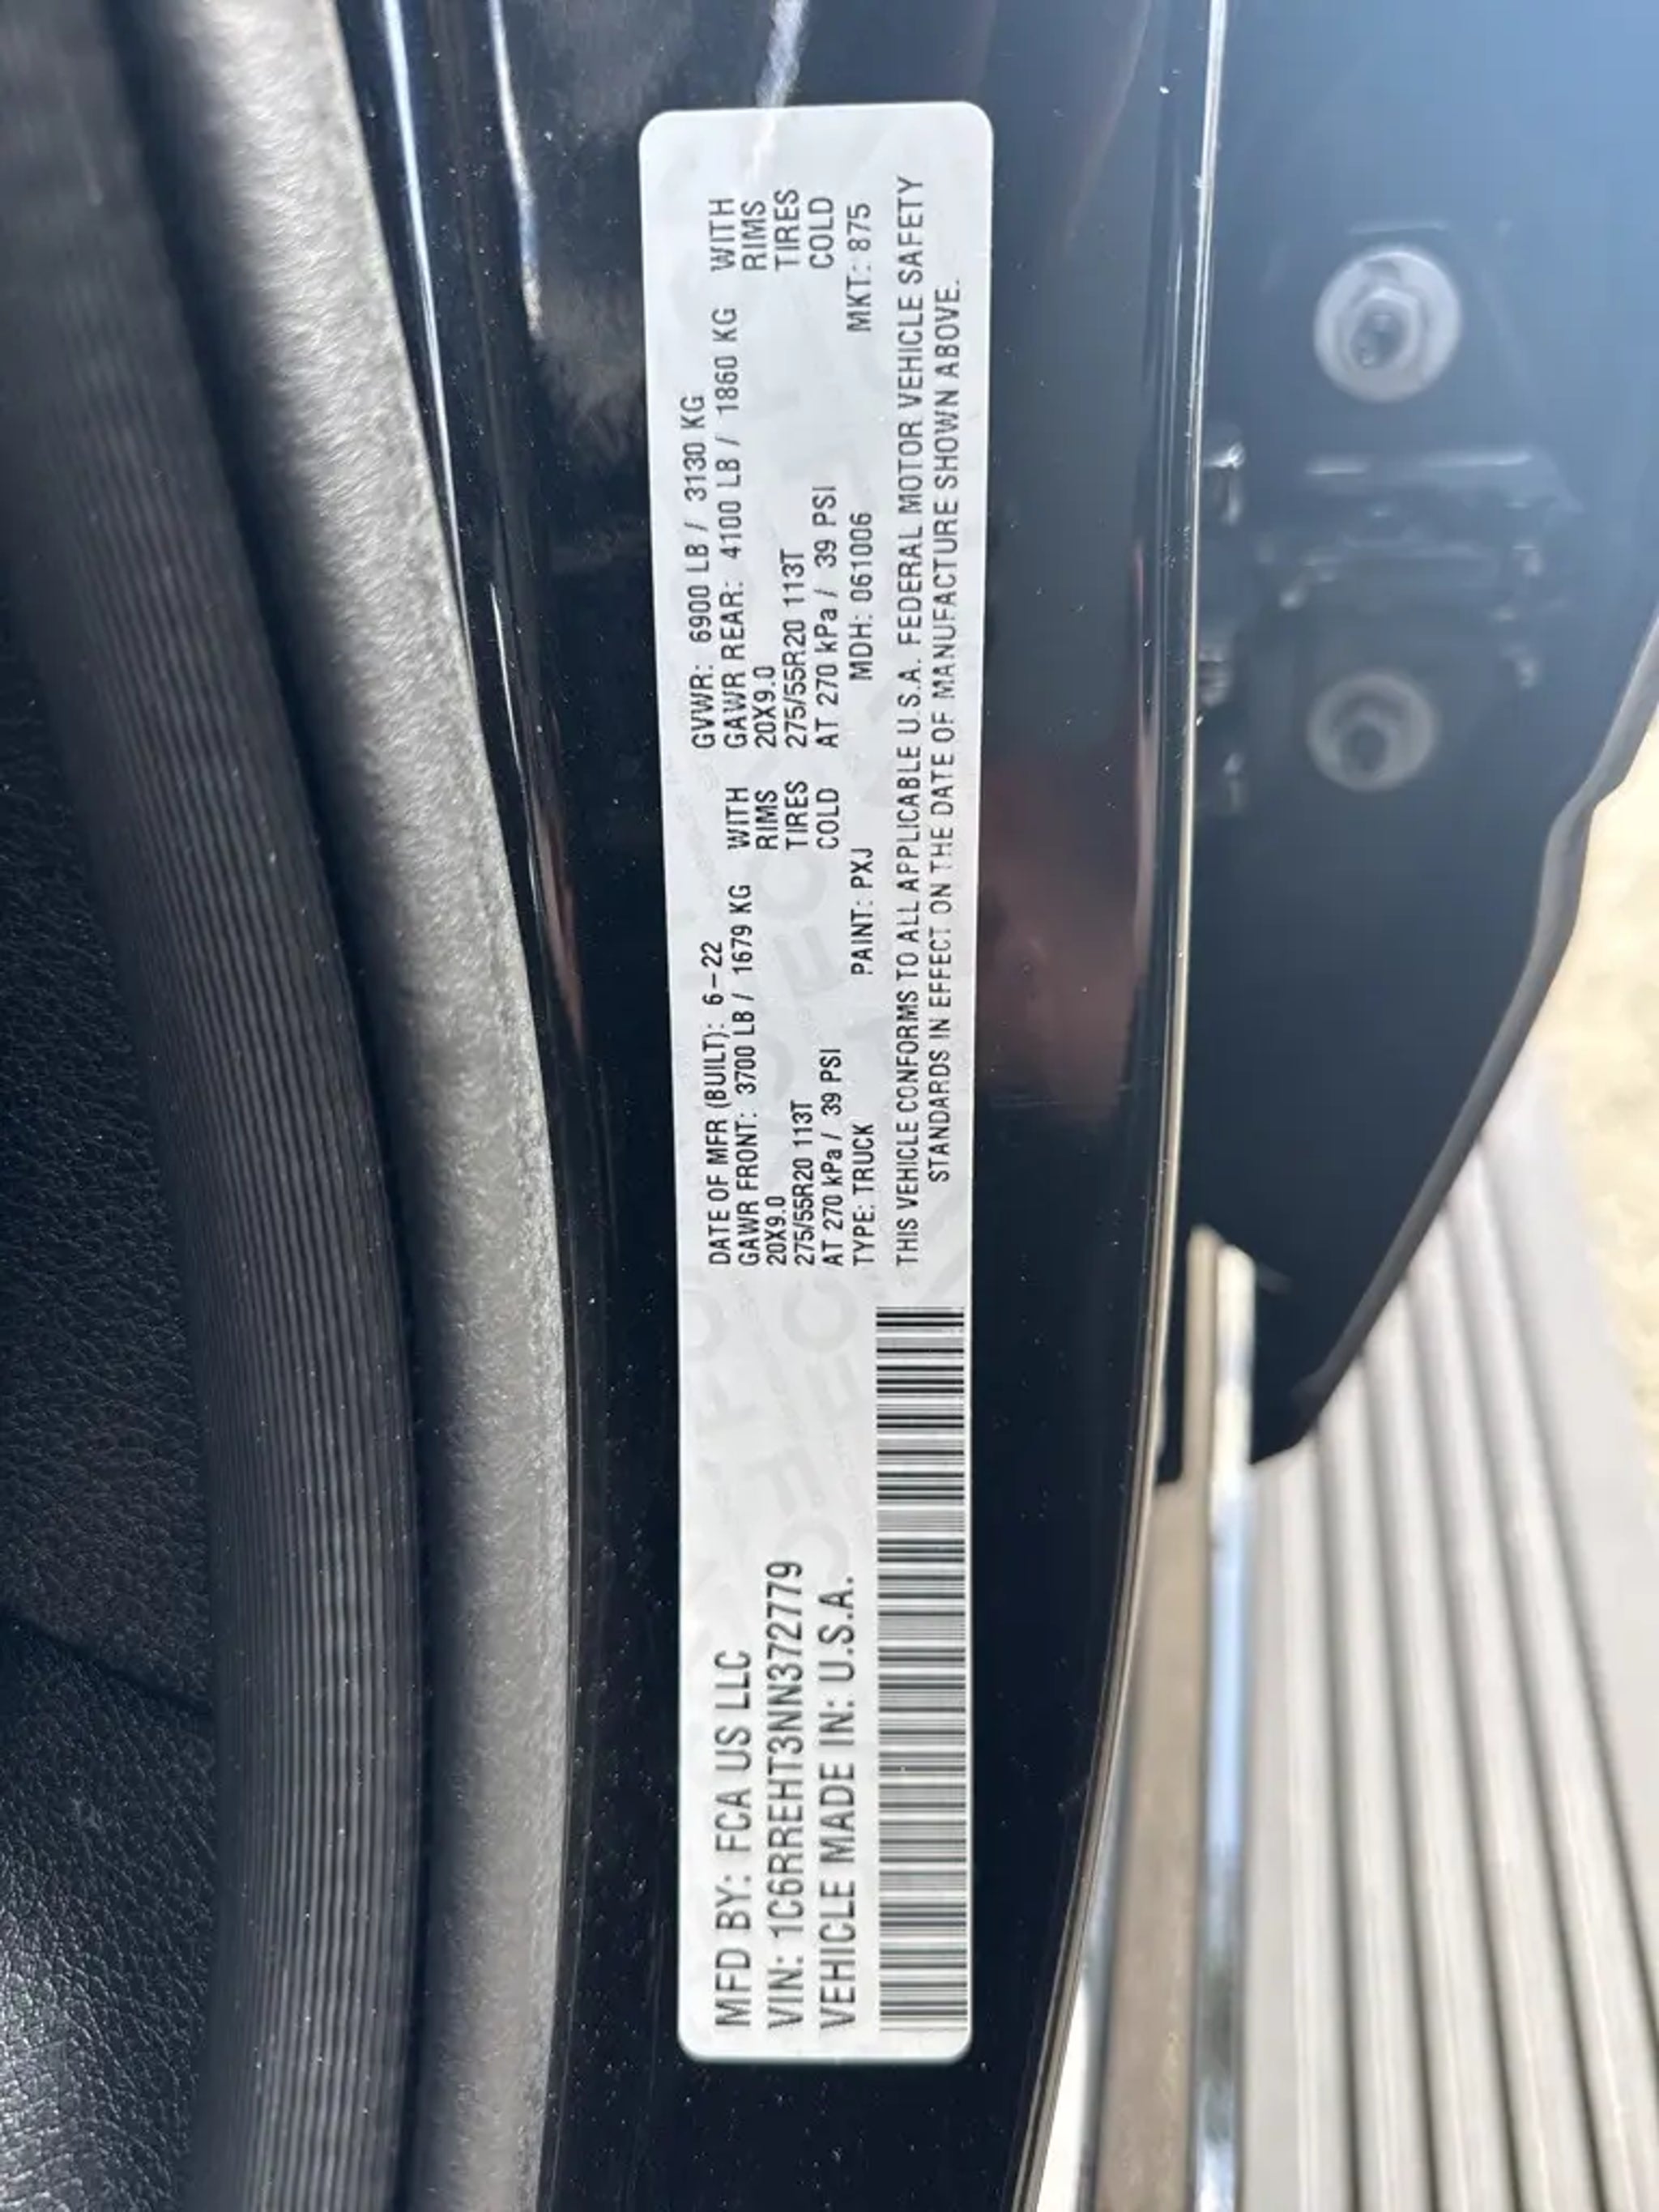 MFD BY: FCA US LLC
VIN: 1C6RREHT3NN372779
VEHICLE MADE IN: U.S.A.
DATE OF MFR (BUILT): 6-22 GVWR: 6900 LB / 3130 KG
GAWR FRONT: 3700 LB / 1679 KG WITH GAWR REAR: 4100 LB / 1860 KG WITH
20X9.0 RIMS 20X9.0 RIMS
275/55R20 113T TIRES 275/55R20 113T TIRES
AT 270 kPa / 39 PSI COLD AT 270 kPa / 39 PSI COLD
TYPE: TRUCK PAINT: PXJ MDH: 061006 MKT: 875
THIS VEHICLE CONFORMS TO ALL APPLICABLE U.S.A. FEDERAL MOTOR VEHICLE SAFETY
STANDARDS IN EFFECT ON THE DATE OF MANUFACTURE SHOWN ABOVE.